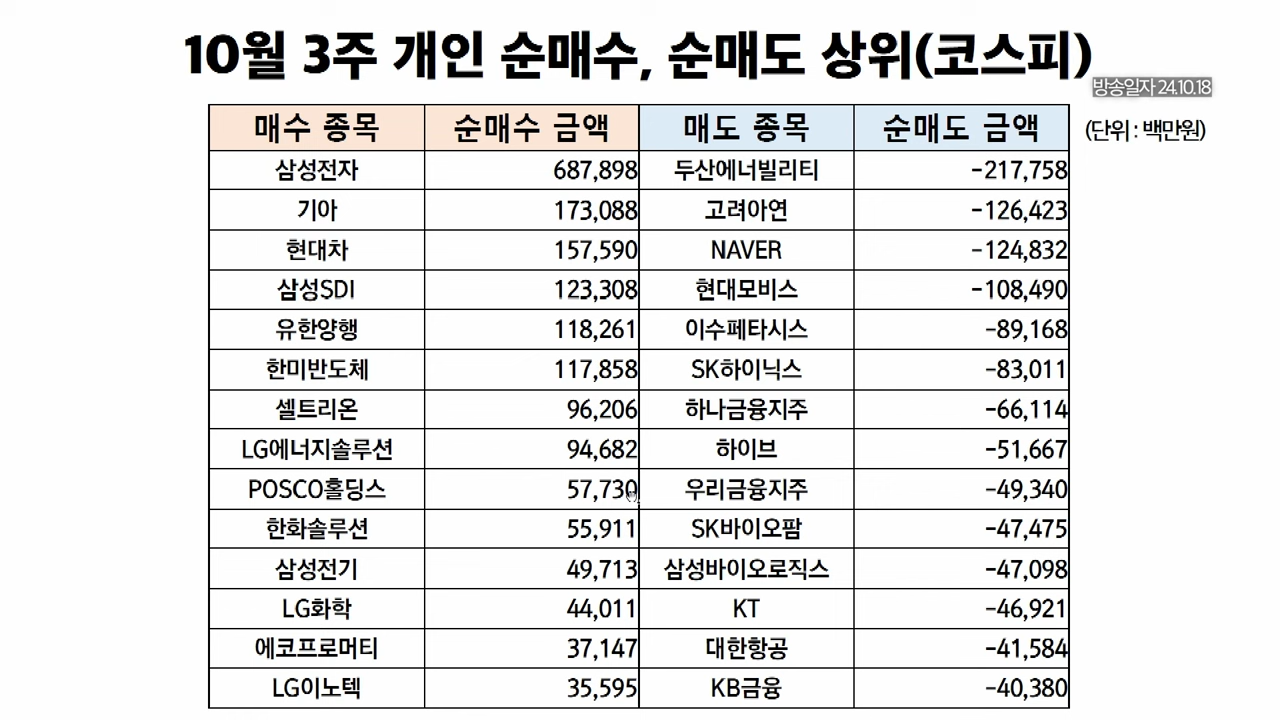 10월 3주 개인 순매수, 순매도 상위(코스피)
방송일자 24.10.18
(단위 : 백만원)
매수 종목 순매수 금액 매도 종목 순매도 금액
삼성전자 687,898 두산에너빌리티 -217,758
기아 173,088 고려아연 -126,423
현대차 157,590 NAVER -124,832
삼성SDI 123,308 현대모비스 -108,490
유한양행 118,261 이수페타시스 -89,168
한미반도체 117,858 SK하이닉스 -83,011
셀트리온 96,206 하나금융지주 -66,114
LG에너지솔루션 94,682 하이브 -51,667
POSCO홀딩스 57,730 우리금융지주 -49,340
한화솔루션 55,911 SK바이오팜 -47,475
삼성전기 49,713 삼성바이오로직스 -47,098
LG화학 44,011 KT -46,921
에코프로머티 37,147 대한항공 -41,584
LG이노텍 35,595 KB금융 -40,380